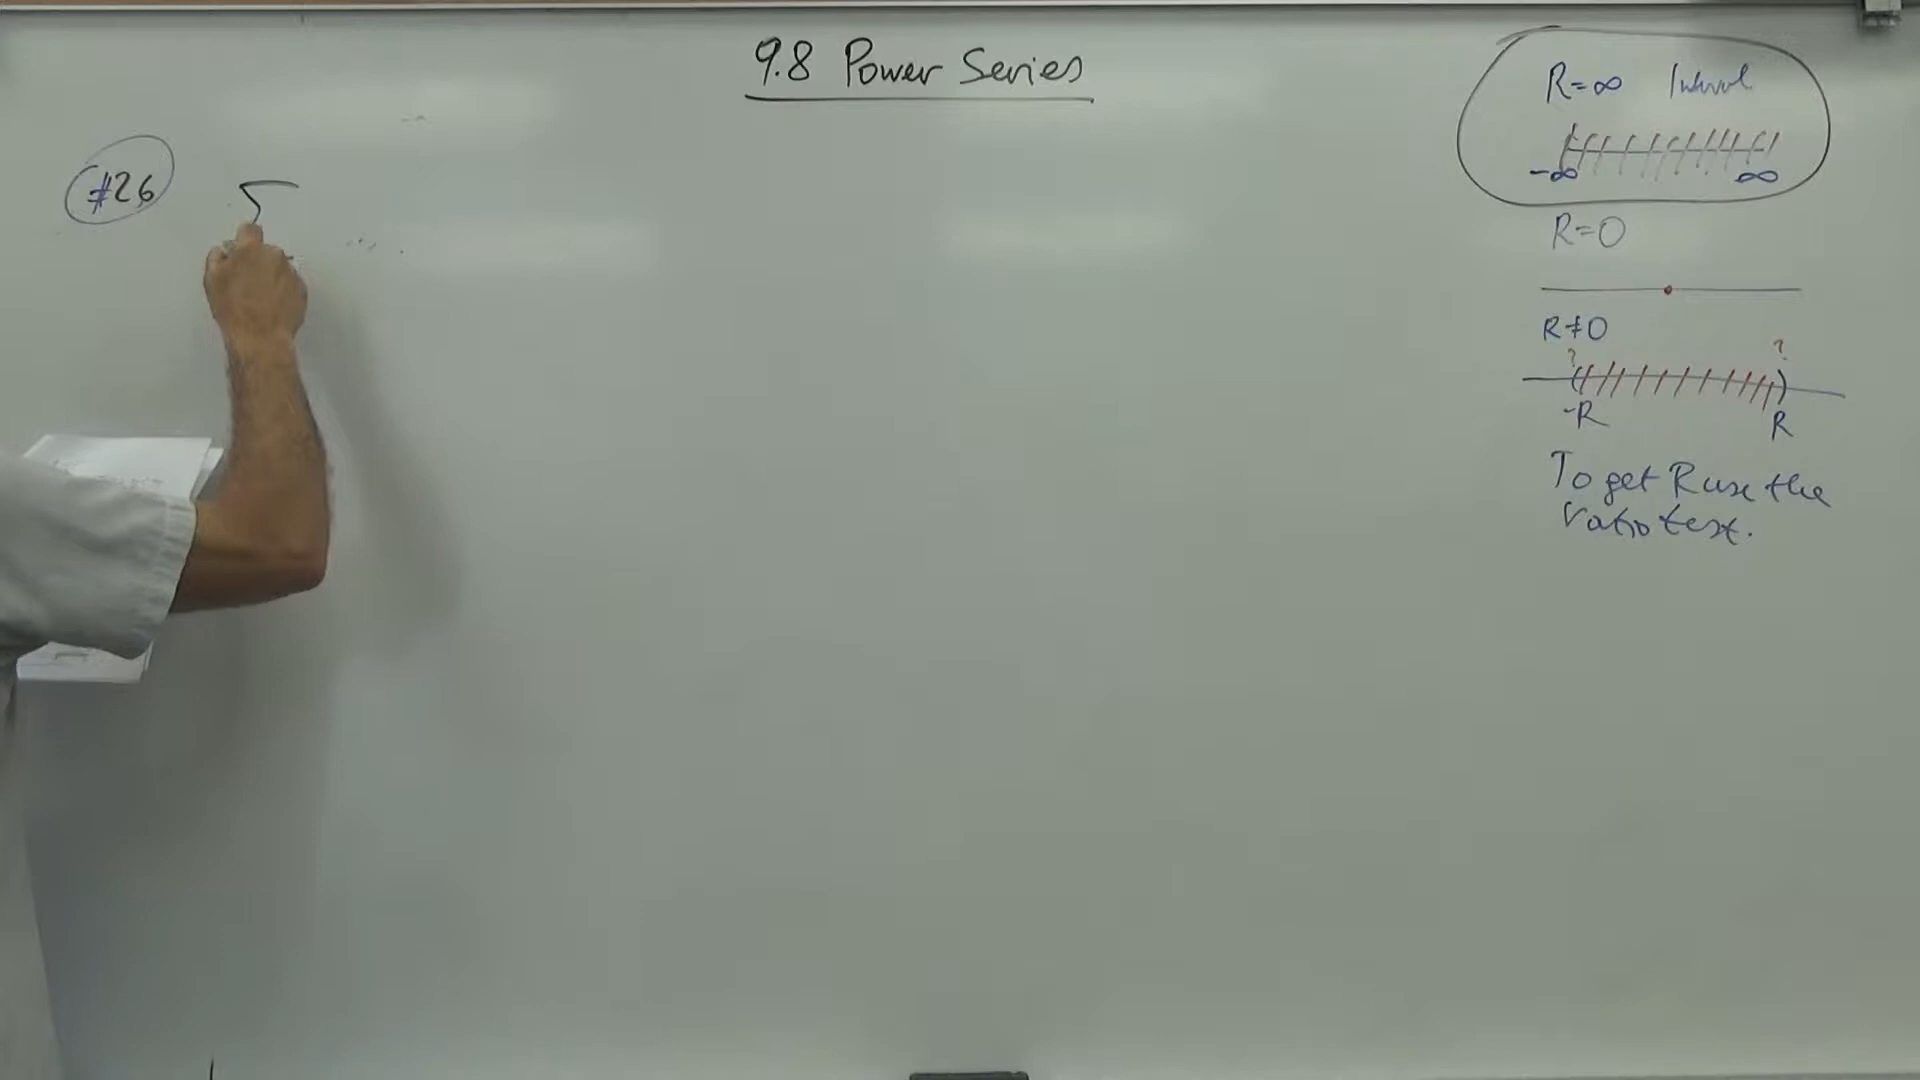 9.8 Power Series
#26
Σ
R=∞ Interval
-∞ ∞
R=0
R≠0
? ?
-R R
To get R use the
ratio test.